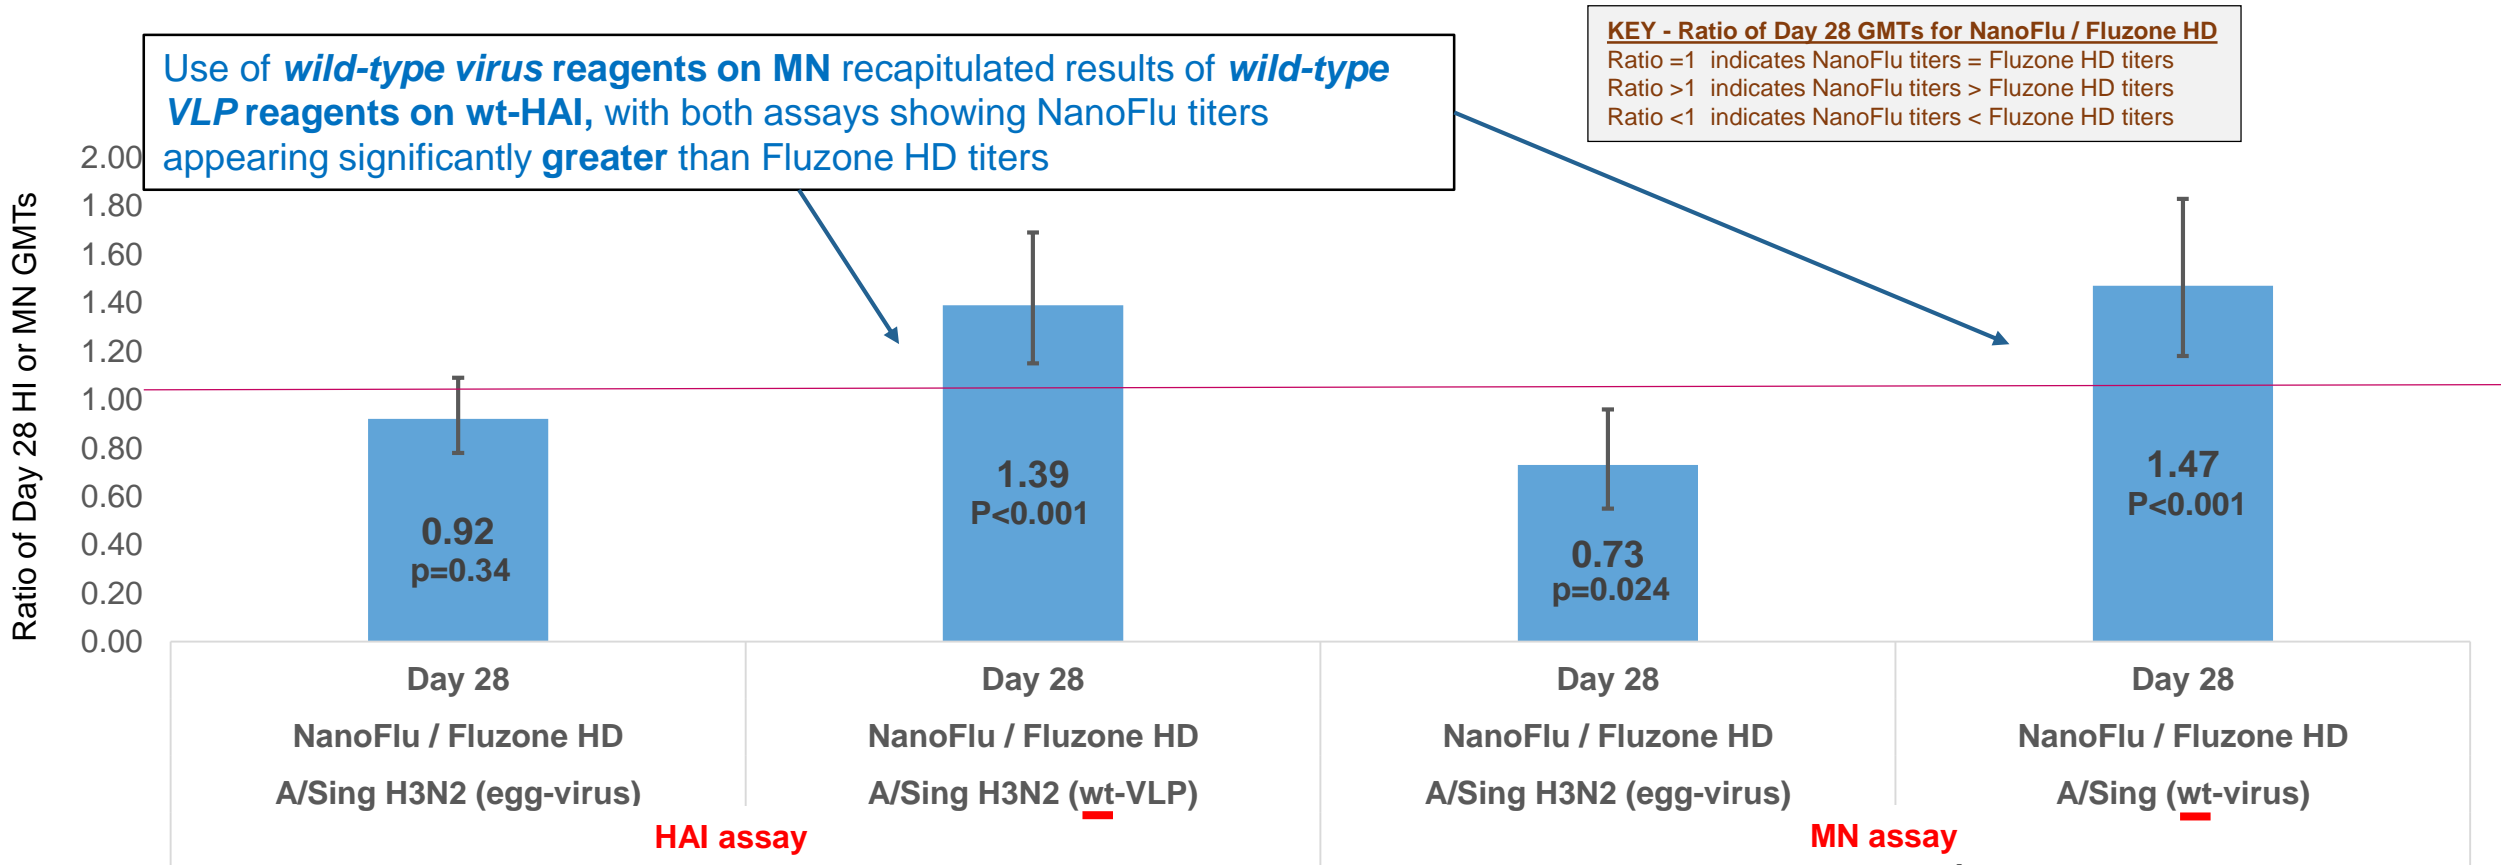 KEY - Ratio of Day 28 GMTs for NanoFlu / Fluzone HD
Ratio =1 indicates NanoFlu titers = Fluzone HD titers
Ratio >1 indicates NanoFlu titers > Fluzone HD titers
Ratio <1 indicates NanoFlu titers < Fluzone HD titers
Use of wild-type virus reagents on MN recapitulated results of wild-type
VLP reagents on wt-HAI, with both assays showing NanoFlu titers
appearing significantly greater than Fluzone HD titers
Ratio of Day 28 HI or MN GMTs
2.00
1.80
1.60
1.40
1.20
1.00
0.80
0.60
0.40
0.20
0.00
0.92
p=0.34
1.39
P<0.001
0.73
p=0.024
1.47
P<0.001
Day 28
NanoFlu / Fluzone HD
A/Sing H3N2 (egg-virus)
Day 28
NanoFlu / Fluzone HD
A/Sing H3N2 (wt-VLP)
Day 28
NanoFlu / Fluzone HD
A/Sing H3N2 (egg-virus)
Day 28
NanoFlu / Fluzone HD
A/Sing (wt-virus)
HAI assay
MN assay